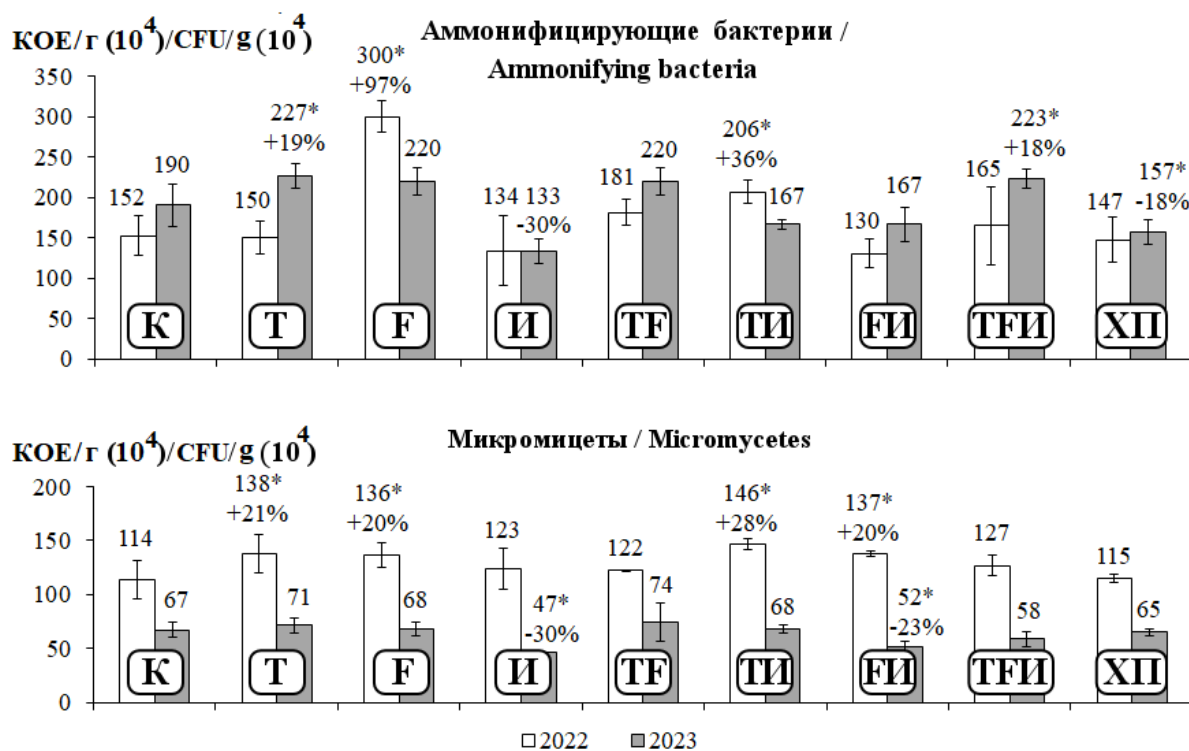 КОЕ/г (10⁴)/CFU/g (10⁴)
Аммонифицирующие бактерии /
Ammonifying bacteria
350
300
250
200
150
100
50
0
152 190
150 227* +19%
300* +97% 220
134 133 -30%
181 220
206* +36% 167
130 167
165 223* +18%
147 157* -18%
К Т F И TF ТИ FИ TFИ ХП
КОЕ/г (10⁴)/CFU/g (10⁴)
Микромицеты / Micromycetes
200
150
100
50
0
114 67
138* +21% 71
136* +20% 68
123 47* -30%
122 74
146* +28% 68
137* +20% 52* -23%
127 58
115 65
К Т F И TF ТИ FИ TFИ ХП
2022 2023